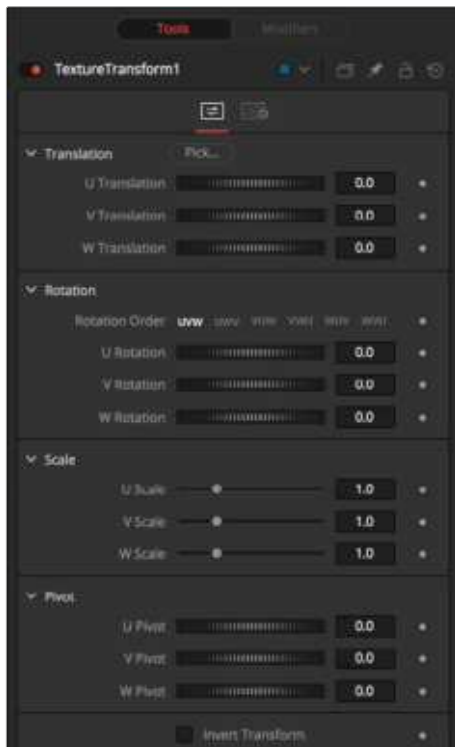 Tools Modifiers
TextureTransform1
Translation Pick...
U Translation 0.0
V Translation 0.0
W Translation 0.0
Rotation
Rotation Order UVW
U Rotation 0.0
V Rotation 0.0
W Rotation 0.0
Scale
U Scale 1.0
V Scale 1.0
W Scale 1.0
Pivot
U Pivot 0.0
V Pivot 0.0
W Pivot 0.0
Invert Transform